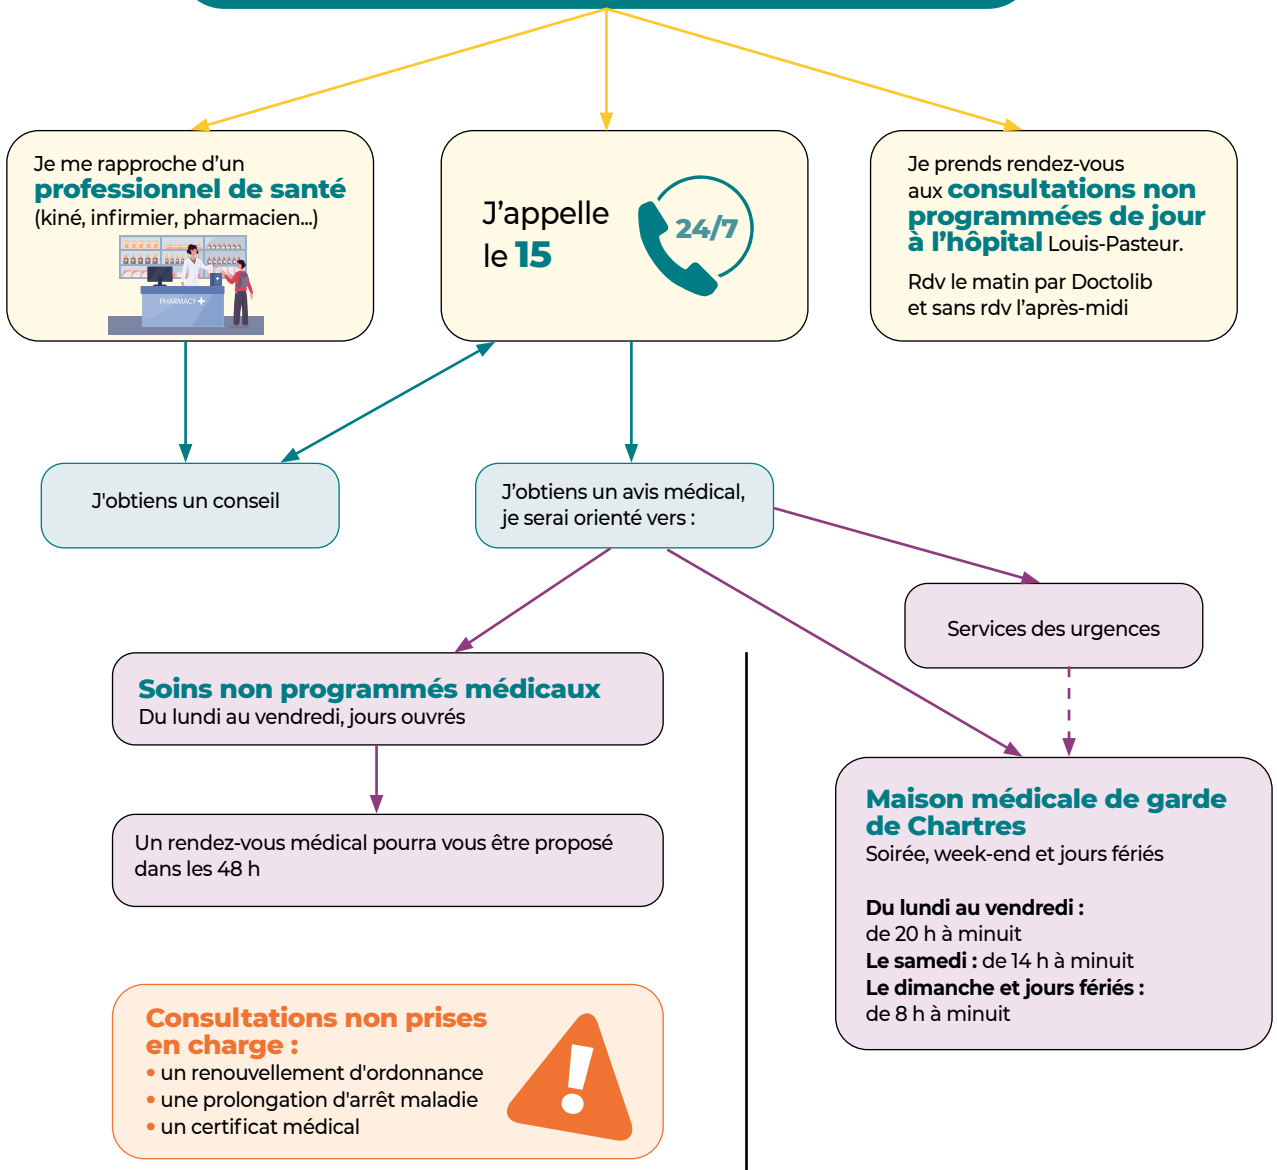 Je me rapproche d’un
professionnel de santé
(kiné, infirmier, pharmacien...)
PHARMACY
J’appelle
le 15
24/7
Je prends rendez-vous
aux consultations non
programmées de jour
à l’hôpital Louis-Pasteur.
Rdv le matin par Doctolib
et sans rdv l’après-midi
J'obtiens un conseil
J’obtiens un avis médical,
je serai orienté vers :
Services des urgences
Soins non programmés médicaux
Du lundi au vendredi, jours ouvrés
Un rendez-vous médical pourra vous être proposé
dans les 48 h
Maison médicale de garde
de Chartres
Soirée, week-end et jours fériés
Du lundi au vendredi :
de 20 h à minuit
Le samedi : de 14 h à minuit
Le dimanche et jours fériés :
de 8 h à minuit
Consultations non prises
en charge :
• un renouvellement d'ordonnance
• une prolongation d'arrêt maladie
• un certificat médical